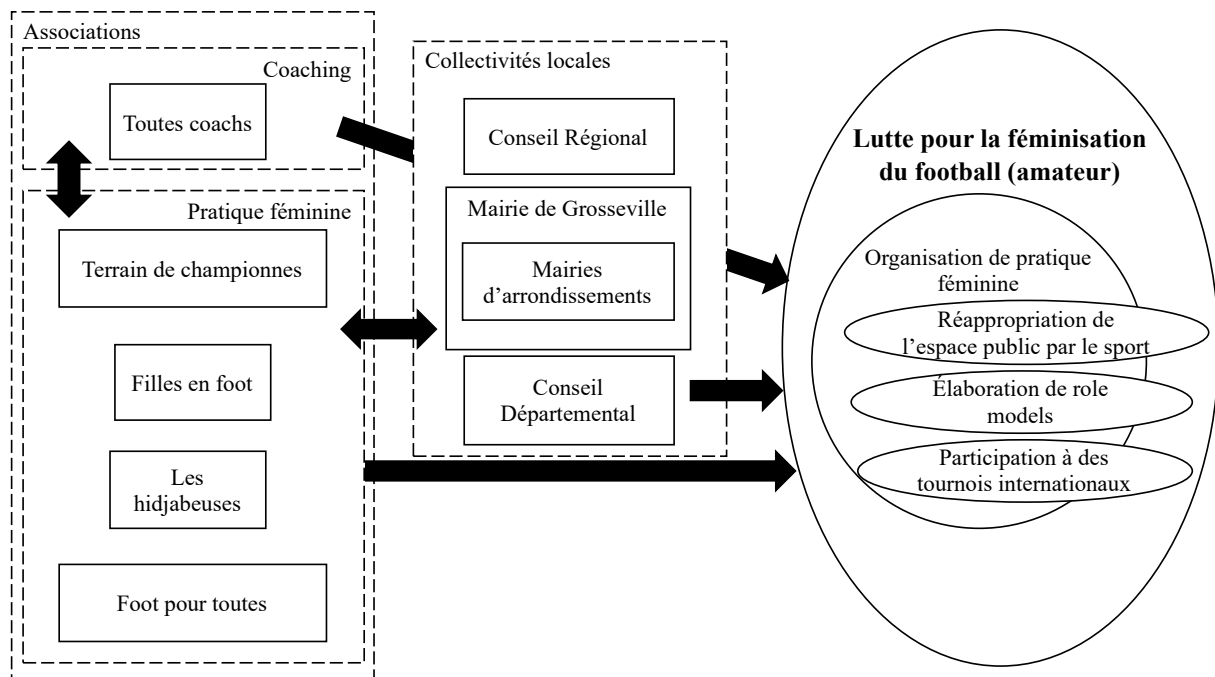 Associations
Coaching
Toutes coachs
Pratique féminine
Terrain de championnes
Filles en foot
Les
hidjabeuses
Foot pour toutes
Collectivités locales
Conseil Régional
Mairie de Grosseville
Mairies
d’arrondissements
Conseil
Départemental
Lutte pour la féminisation
du football (amateur)
Organisation de pratique
féminine
Réappropriation de
l’espace public par le sport
Élaboration de role
models
Participation à des
tournois internationaux